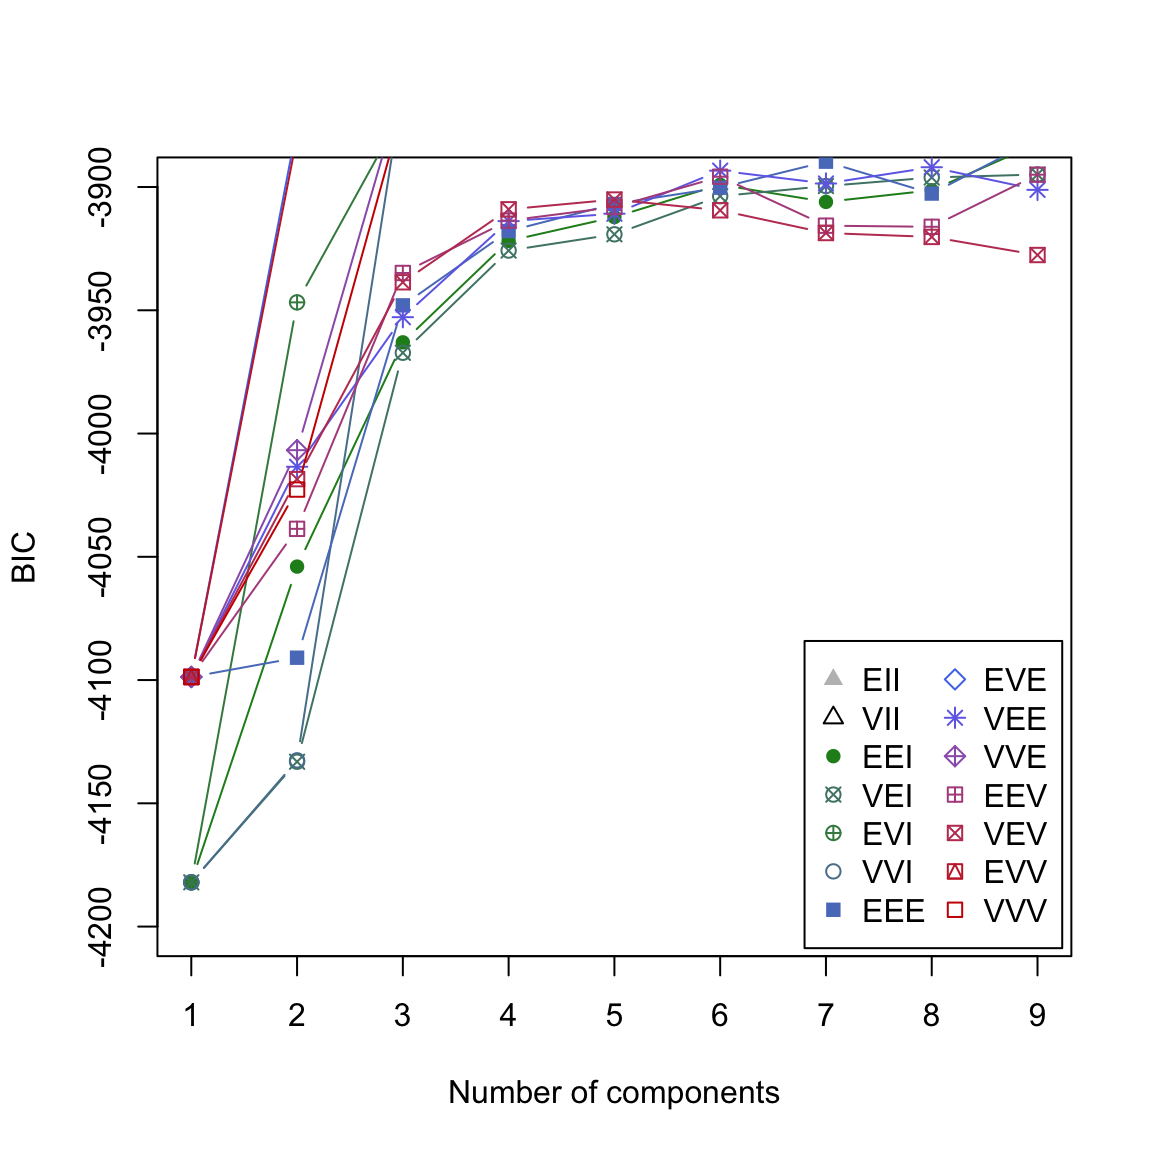 -3900
-3950
-4000
-4050
-4100
-4150
-4200
BIC
EII EVE
VII VEE
EEI VVE
VEI EEV
EVI VEV
VVI EVV
EEE VVV
1 2 3 4 5 6 7 8 9
Number of components